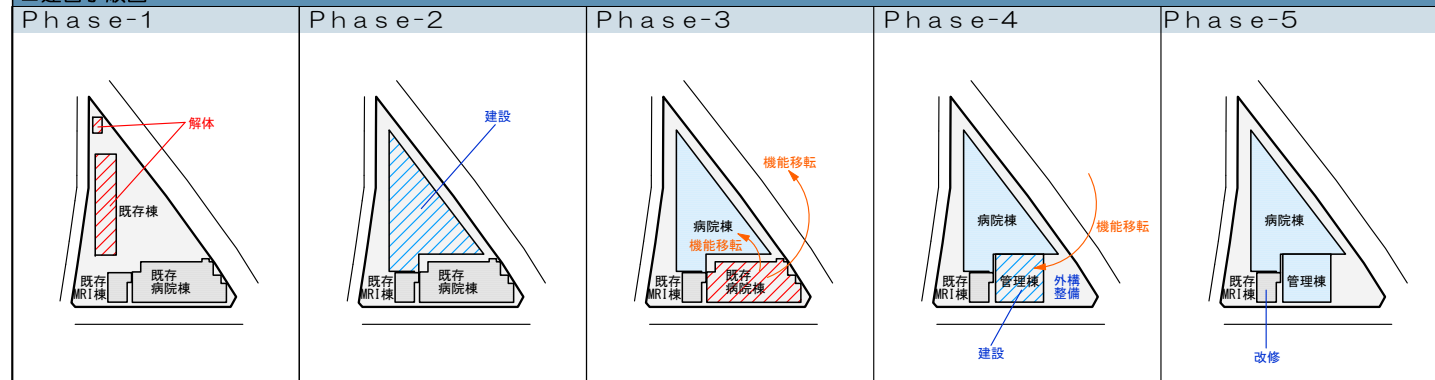 Phase-1
解体
既存棟
既存
MRI棟
既存
病院棟
Phase-2
建設
既存
MRI棟
既存
病院棟
Phase-3
機能移転
病院棟
機能移転
既存
MRI棟
既存
病院棟
Phase-4
病院棟
機能移転
既存
MRI棟
管理棟
外構
整備
建設
Phase-5
病院棟
既存
MRI棟
管理棟
改修